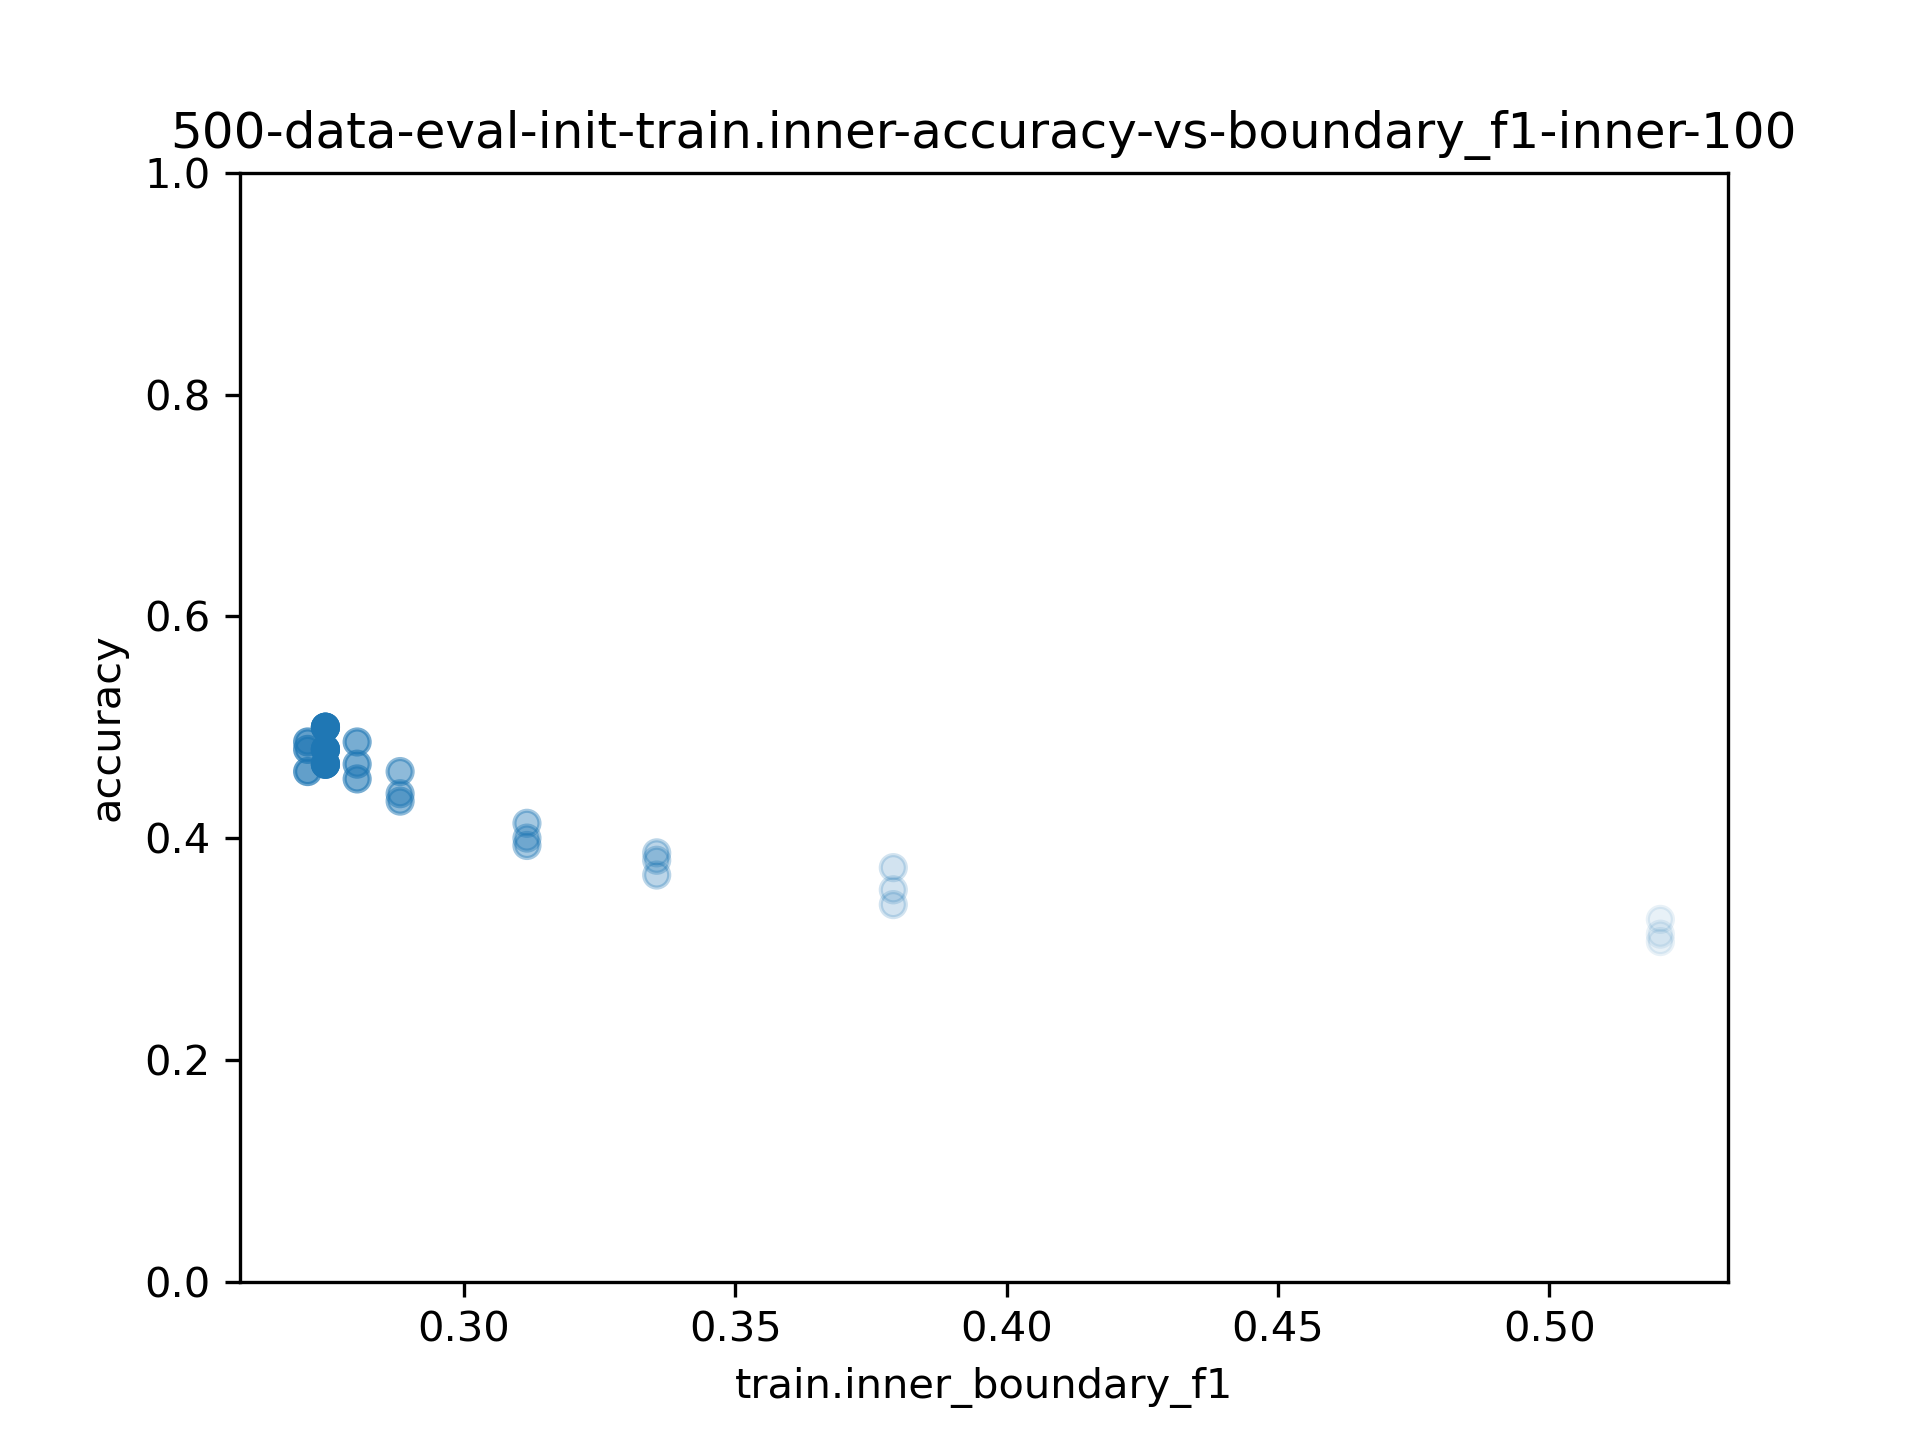 500-data-eval-init-train.inner-accuracy-vs-boundary_f1-inner-100
1.0
0.8
0.6
0.4
0.2
0.0
accuracy
0.30 0.35 0.40 0.45 0.50
train.inner_boundary_f1